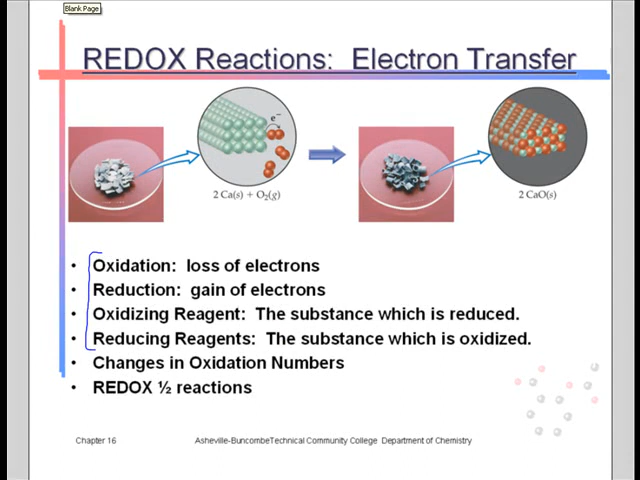 Blank Page
REDOX Reactions: Electron Transfer
e⁻
2 Ca(s) + O₂(g)
2 CaO(s)
• Oxidation: loss of electrons
• Reduction: gain of electrons
• Oxidizing Reagent: The substance which is reduced.
• Reducing Reagents: The substance which is oxidized.
• Changes in Oxidation Numbers
• REDOX ½ reactions
Chapter 16
Asheville-BuncombeTechnical Community College Department of Chemistry